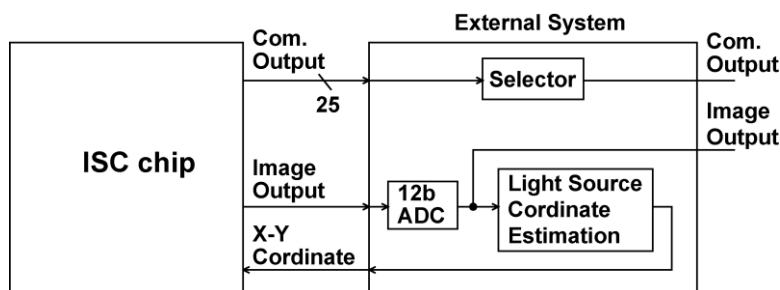 External System
Com.
Output
25
Selector
Com.
Output
ISC chip
Image
Output
Image
Output
12b
ADC
Light Source
Cordinate
Estimation
X-Y
Cordinate